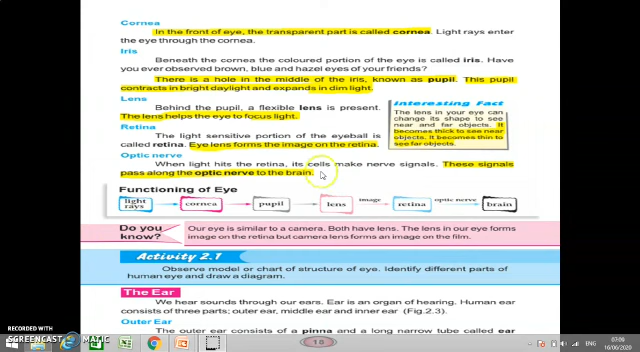 Cornea
In the front of eye, the transparent part is called cornea. Light rays enter
the eye through the cornea.
Iris
Beneath the cornea the coloured portion of the eye is called iris. Have
you ever observed brown, blue and hazel eyes of your friends?
There is a hole in the middle of the iris, known as pupil. This pupil
contracts in bright daylight and expands in dim light.
Lens
Behind the pupil, a flexible lens is present.
The lens helps the eye to focus light.
Retina
The light sensitive portion of the eyeball is
called retina. Eye lens forms the image on the retina.
Interesting Fact
The lens in your eye can
change its shape to see
near and far objects. It
becomes thick to see near
objects. It becomes thin to
see far objects.
Optic nerve
When light hits the retina, its cells make nerve signals. These signals
pass along the optic nerve to the brain.
Functioning of Eye
light rays cornea pupil lens image retina optic nerve brain
Do you know?
Our eye is similar to a camera. Both have lens. The lens in our eye forms
image on the retina but camera lens forms an image on the film.
Activity 2.1
Observe model or chart of structure of eye. Identify different parts of
human eye and draw a diagram.
The Ear
We hear sounds through our ears. Ear is an organ of hearing. Human ear
consists of three parts; outer ear, middle ear and inner ear (Fig.2.3).
Outer Ear
The outer ear consists of a pinna and a long narrow tube called ear
18
RECORDED WITH
SCREENCAST MATIC
EN
07:09
16/06/2020